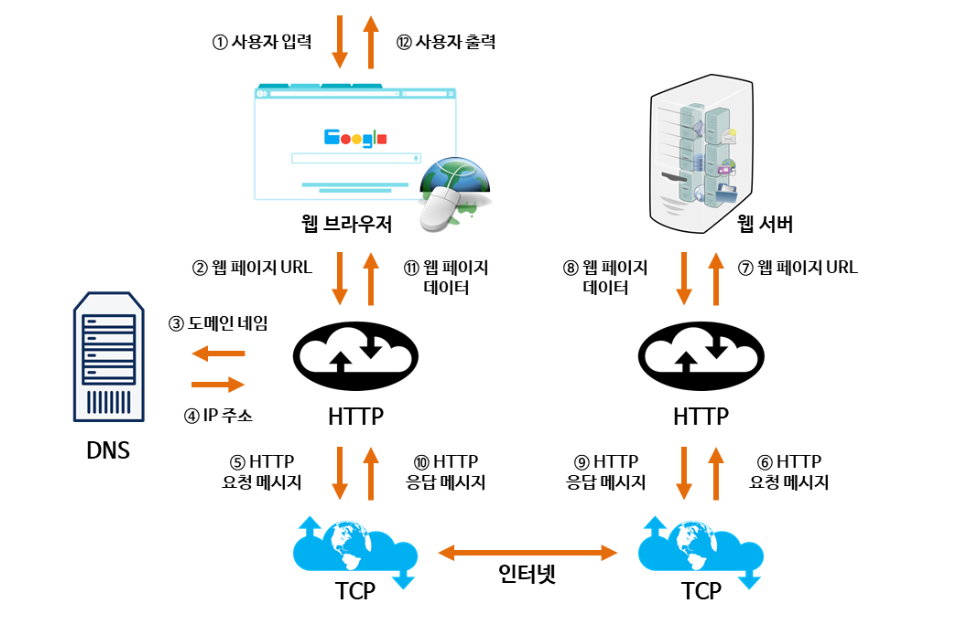 ① 사용자 입력
⑫ 사용자 출력
Google
웹 브라우저
웹 서버
② 웹 페이지 URL
⑪ 웹 페이지
데이터
⑧ 웹 페이지
데이터
⑦ 웹 페이지 URL
③ 도메인 네임
④ IP 주소
DNS
HTTP
HTTP
⑤ HTTP
요청 메시지
⑩ HTTP
응답 메시지
⑨ HTTP
응답 메시지
⑥ HTTP
요청 메시지
인터넷
TCP
TCP